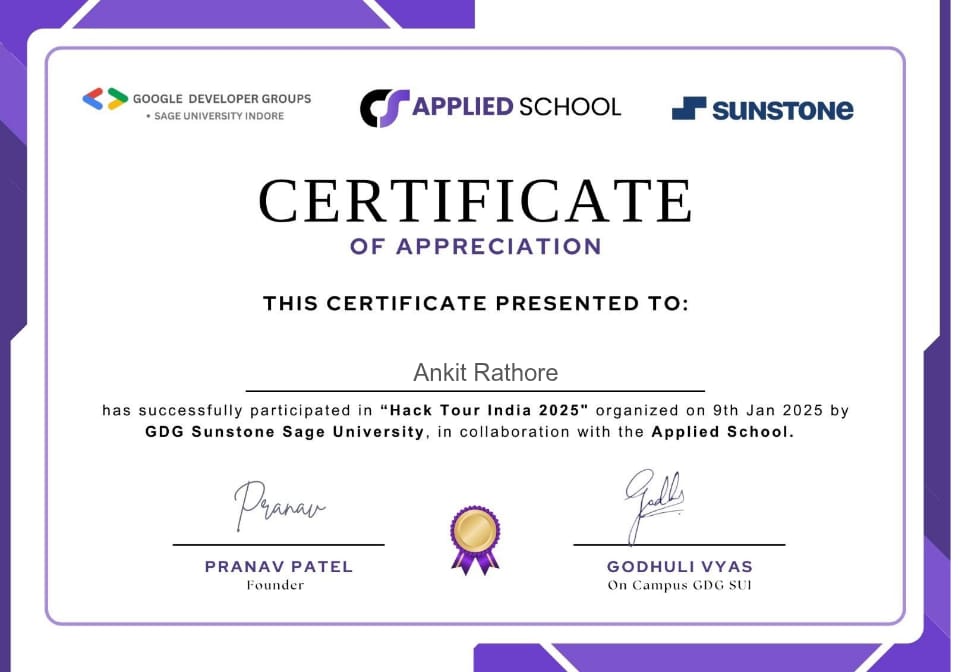 GOOGLE DEVELOPER GROUPS
• SAGE UNIVERSITY INDORE
APPLIED SCHOOL
SUNSTONE
CERTIFICATE
OF APPRECIATION
THIS CERTIFICATE PRESENTED TO:
Ankit Rathore
has successfully participated in “Hack Tour India 2025" organized on 9th Jan 2025 by
GDG Sunstone Sage University, in collaboration with the Applied School.
Pranav
Godhuli
PRANAV PATEL
Founder
GODHULI VYAS
On Campus GDG SUI